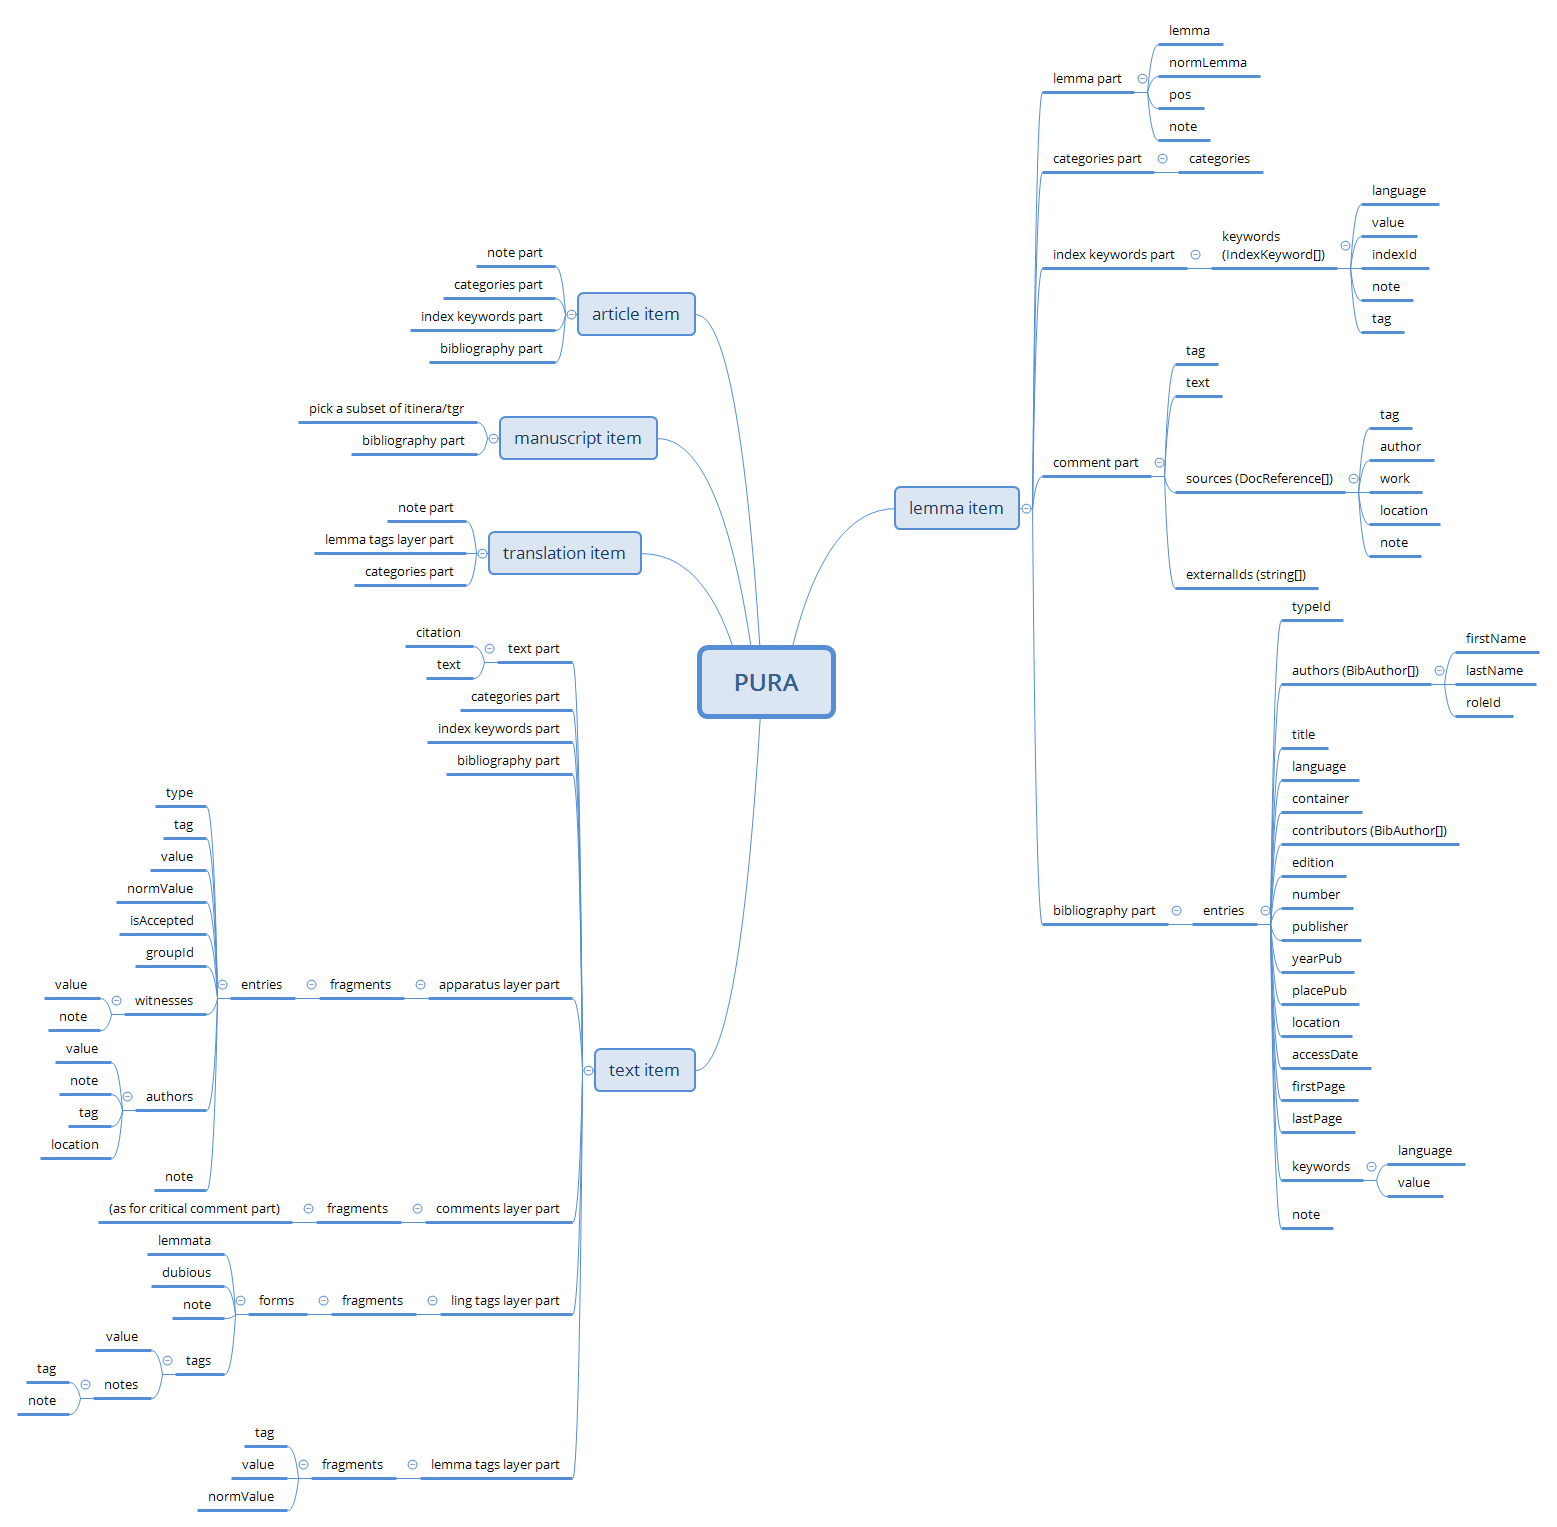 PURA
lemma item
lemma part
lemma
normLemma
pos
note
categories part
categories
index keywords part
keywords
(IndexKeyword[])
language
value
indexId
note
tag
comment part
tag
text
sources (DocReference[])
tag
author
work
location
note
externalIds (string[])
bibliography part
entries
typeId
authors (BibAuthor[])
firstName
lastName
roleId
title
language
container
contributors (BibAuthor[])
edition
number
publisher
yearPub
placePub
location
accessDate
firstPage
lastPage
keywords
language
value
note
article item
note part
categories part
index keywords part
bibliography part
manuscript item
pick a subset of itinera/tgr
bibliography part
translation item
note part
lemma tags layer part
categories part
text item
text part
citation
text
categories part
index keywords part
bibliography part
apparatus layer part
fragments
entries
type
tag
value
normValue
isAccepted
groupId
witnesses
value
note
authors
value
note
tag
location
note
comments layer part
fragments
(as for critical comment part)
ling tags layer part
fragments
forms
lemmata
dubious
note
tags
value
notes
tag
note
lemma tags layer part
fragments
tag
value
normValue